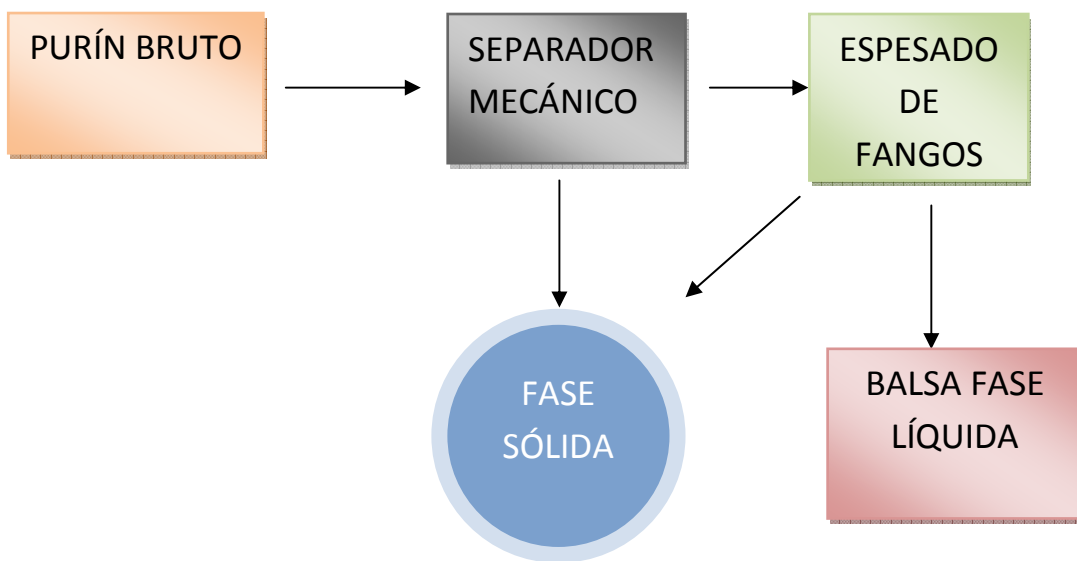 PURÍN BRUTO
SEPARADOR
MECÁNICO
ESPESADO
DE
FANGOS
FASE
SÓLIDA
BALSA FASE
LÍQUIDA